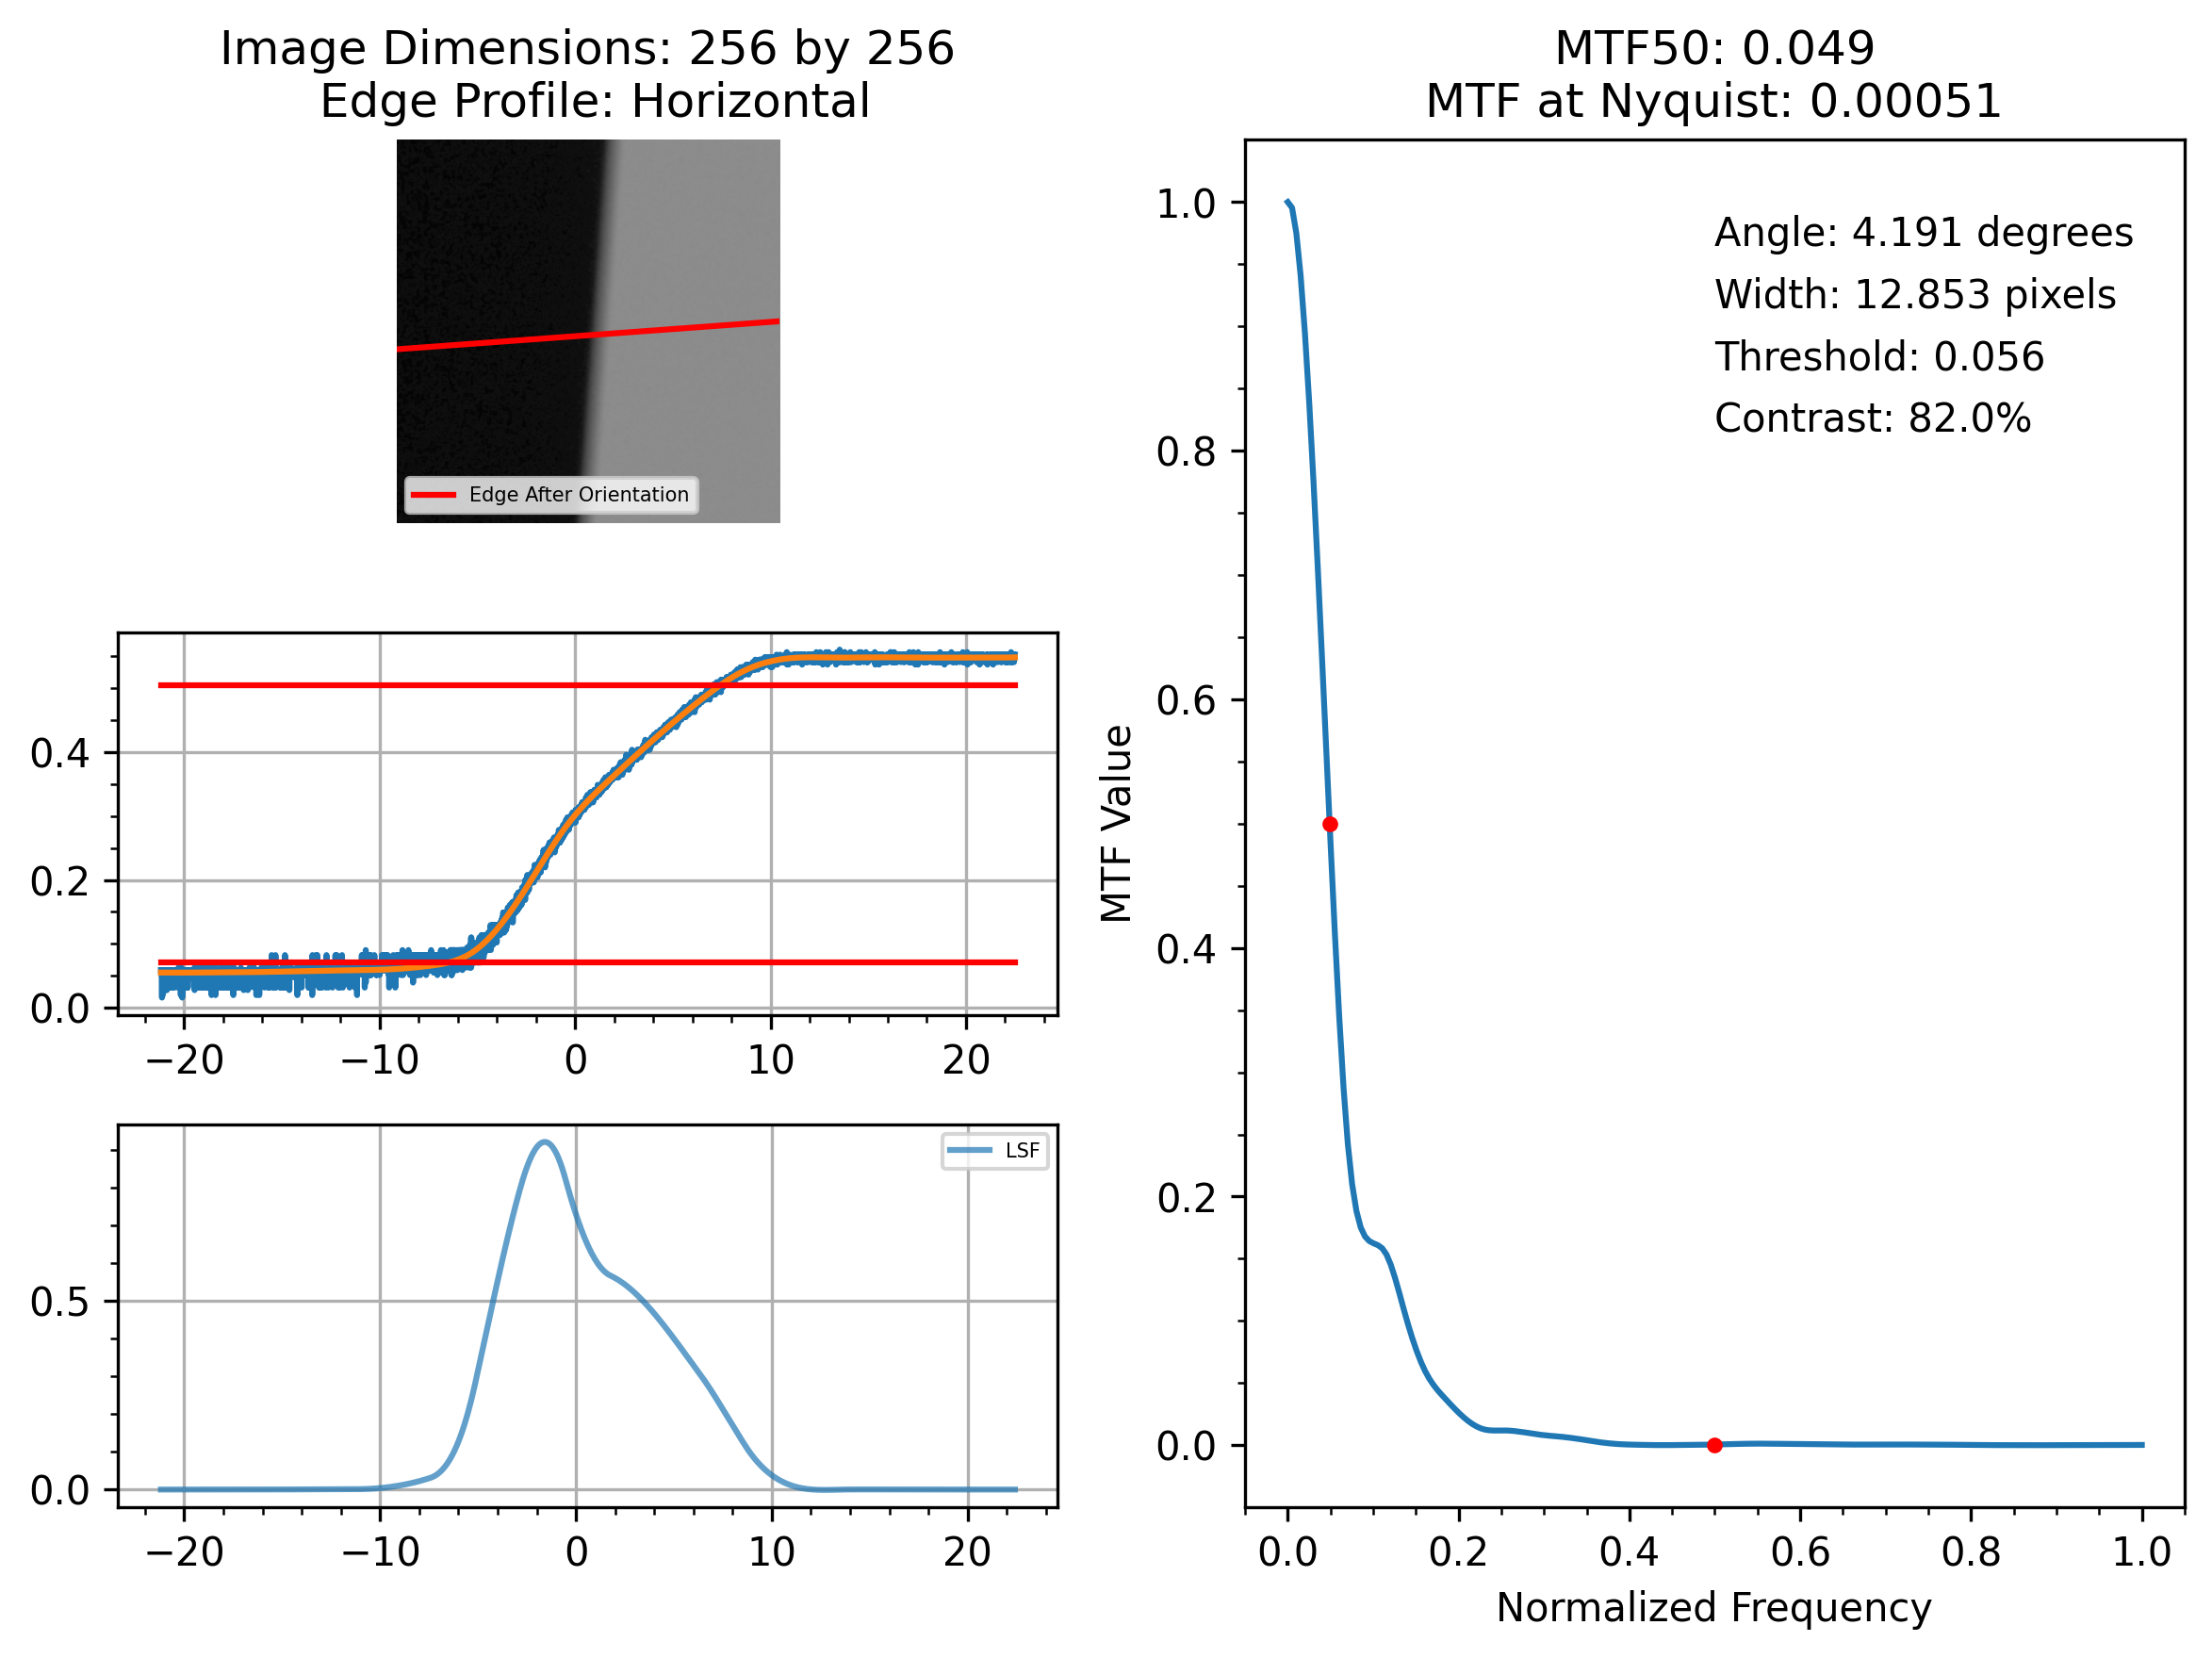 Image Dimensions: 256 by 256
Edge Profile: Horizontal
Edge After Orientation
0.4
0.2
0.0
−20 −10 0 10 20
LSF
0.5
0.0
−20 −10 0 10 20
MTF50: 0.049
MTF at Nyquist: 0.00051
Angle: 4.191 degrees
Width: 12.853 pixels
Threshold: 0.056
Contrast: 82.0%
MTF Value
1.0
0.8
0.6
0.4
0.2
0.0
0.0 0.2 0.4 0.6 0.8 1.0
Normalized Frequency